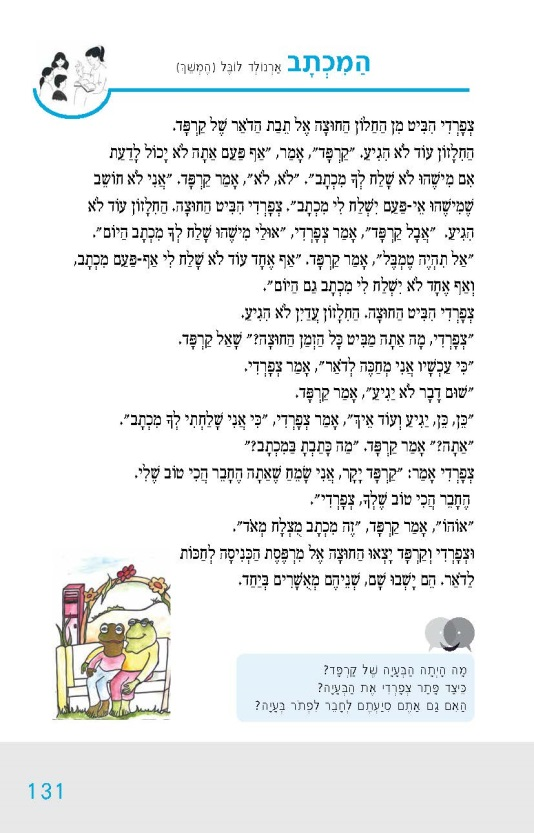 הַמִּכְתָּב אַרְנוֹלְד לוֹבֶּל (הֶמְשֵׁךְ)
צְפַרְדִּי הִבִּיט מִן הַחַלּוֹן הַחוּצָה אֶל תֵּבַת הַדֹּאַר שֶׁל קַרְפָּד.
הַחִלָּזוֹן עוֹד לֹא הִגִּיעַ. "קַרְפָּד", אָמַר, "אַף פַּעַם אַתָּה לֹא יָכוֹל לָדַעַת
אִם מִישֶׁהוּ לֹא שָׁלַח לְךָ מִכְתָּב". "לֹא, לֹא", אָמַר קַרְפָּד. "אֲנִי לֹא חוֹשֵׁב
שֶׁמִּישֶׁהוּ אֵי-פַּעַם יִשְׁלַח לִי מִכְתָּב". צְפַרְדִּי הִבִּיט הַחוּצָה. הַחִלָּזוֹן עוֹד לֹא
הִגִּיעַ. "אֲבָל קַרְפָּד", אָמַר צְפַרְדִּי, "אוּלַי מִישֶׁהוּ שָׁלַח לְךָ מִכְתָּב הַיּוֹם".
"אַל תִּהְיֶה טֶמְבֶּל", אָמַר קַרְפָּד. "אַף אֶחָד עוֹד לֹא שָׁלַח לִי אַף-פַּעַם מִכְתָּב,
וְאַף אֶחָד לֹא יִשְׁלַח לִי מִכְתָּב גַּם הַיּוֹם".
צְפַרְדִּי הִבִּיט הַחוּצָה. הַחִלָּזוֹן עֲדַיִן לֹא הִגִּיעַ.
"צְפַרְדִּי, מָה אַתָּה מַבִּיט כָּל הַזְּמַן הַחוּצָה?" שָׁאַל קַרְפָּד.
"כִּי עַכְשָׁיו אֲנִי מְחַכֶּה לַדֹּאַר", אָמַר צְפַרְדִּי.
"שׁוּם דָּבָר לֹא יַגִּיעַ", אָמַר קַרְפָּד.
"כֵּן, כֵּן, יַגִּיעַ וְעוֹד אֵיךְ", אָמַר צְפַרְדִּי, "כִּי אֲנִי שָׁלַחְתִּי לְךָ מִכְתָּב".
"אַתָּה?" אָמַר קַרְפָּד. "מַה כָּתַבְתָּ בַּמִּכְתָּב?"
צְפַרְדִּי אָמַר: "קַרְפָּד יָקָר, אֲנִי שָׂמֵחַ שֶׁאַתָּה הֶחָבֵר הֲכִי טוֹב שֶׁלִּי.
הֶחָבֵר הֲכִי טוֹב שֶׁלְּךָ, צְפַרְדִּי".
"אוֹהוֹ", אָמַר קַרְפָּד, "זֶה מִכְתָּב מֻצְלָח מְאֹד".
וּצְפַרְדִּי וְקַרְפָּד יָצְאוּ הַחוּצָה אֶל מִרְפֶּסֶת הַכְּנִיסָה לְחַכּוֹת
לַדֹּאַר. הֵם יָשְׁבוּ שָׁם, שְׁנֵיהֶם מְאֻשָּׁרִים בְּיַחַד.
מָה הָיְתָה הַבְּעָיָה שֶׁל קַרְפָּד?
כֵּיצַד פָּתַר צְפַרְדִּי אֶת הַבְּעָיָה?
הַאִם גַּם אַתֶּם סִיַּעְתֶּם לְחָבֵר לִפְתֹּר בְּעָיָה?
131